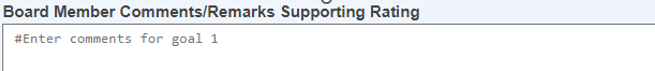 Board Member Comments/Remarks Supporting Rating
#Enter comments for goal 1